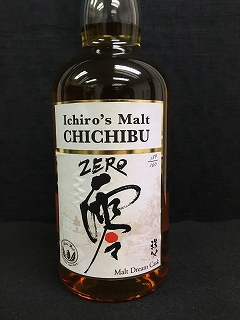 Ichiro's Malt
CHICHIBU
ZERO
零
Malt Dream Cask